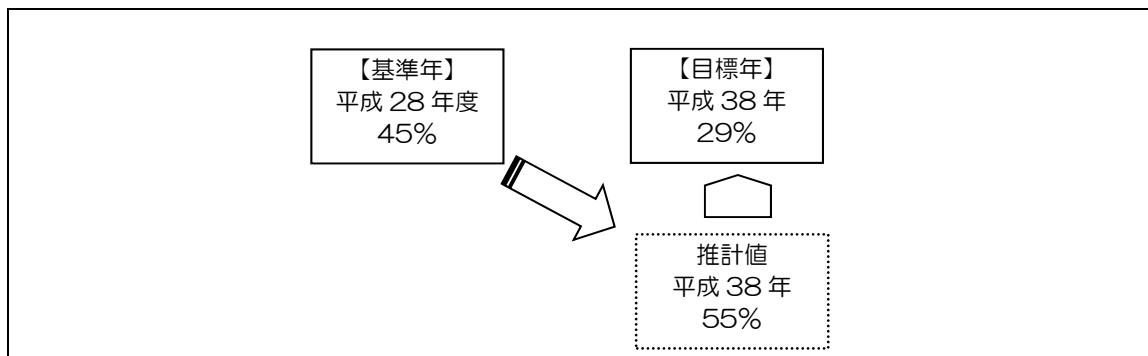 【基準年】
平成 28 年度
45%
【目標年】
平成 38 年
29%
推計値
平成 38 年
55%